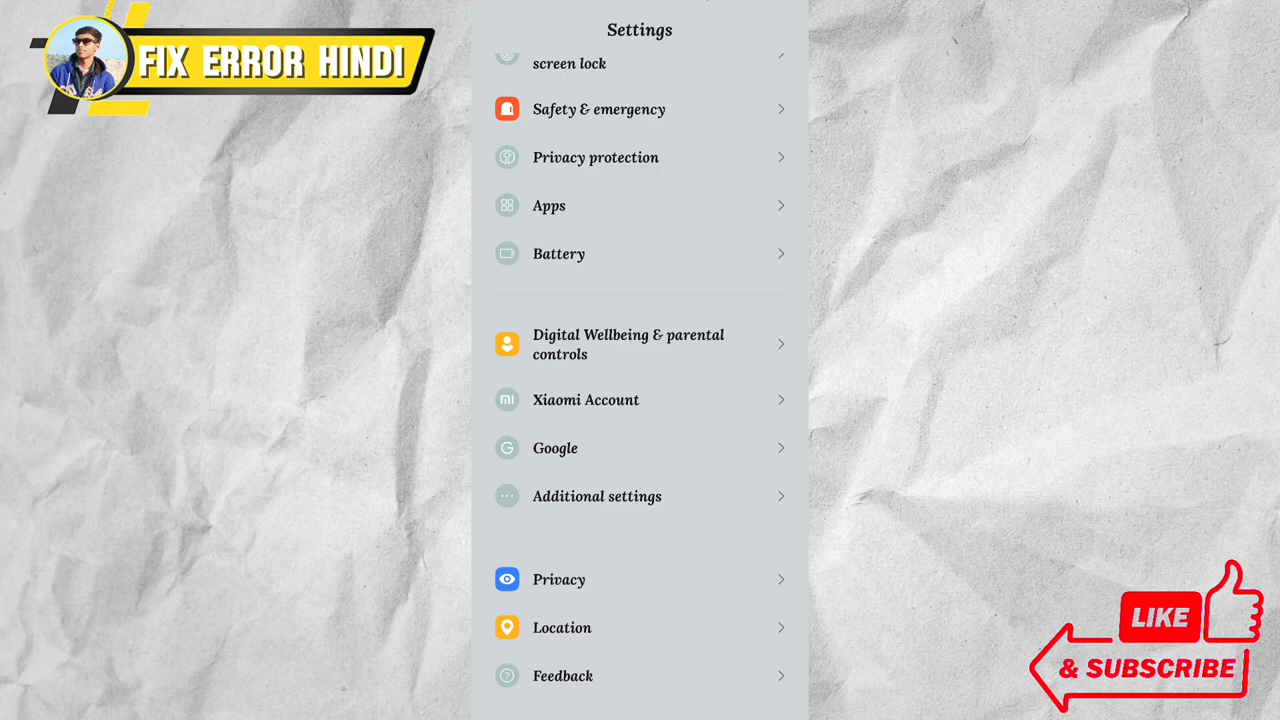 FIX ERROR HINDI
Settings
screen lock
Safety & emergency
Privacy protection
Apps
Battery
Digital Wellbeing & parental
controls
mi
Xiaomi Account
G
Google
Additional settings
Privacy
Location
?
Feedback
LIKE
& SUBSCRIBE